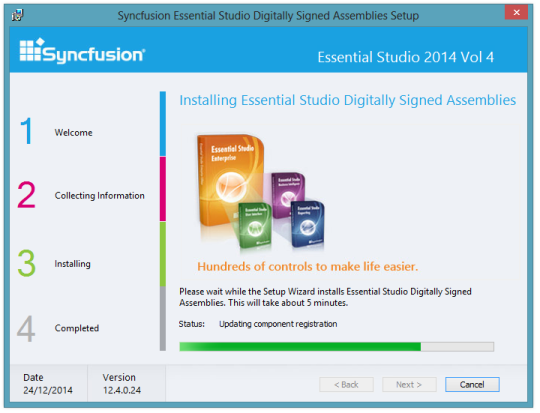 Syncfusion Essential Studio Digitally Signed Assemblies Setup
Syncfusion
Essential Studio 2014 Vol 4
Installing Essential Studio Digitally Signed Assemblies
1 Welcome
2 Collecting Information
3 Installing
4 Completed
Essential Studio
Enterprise
Essential Studio
Essential Studio
Essential Studio
Reporting
Hundreds of controls to make life easier.
Please wait while the Setup Wizard installs Essential Studio Digitally Signed
Assemblies. This will take about 5 minutes.
Status: Updating component registration
Date
24/12/2014
Version
12.4.0.24
< Back
Next >
Cancel